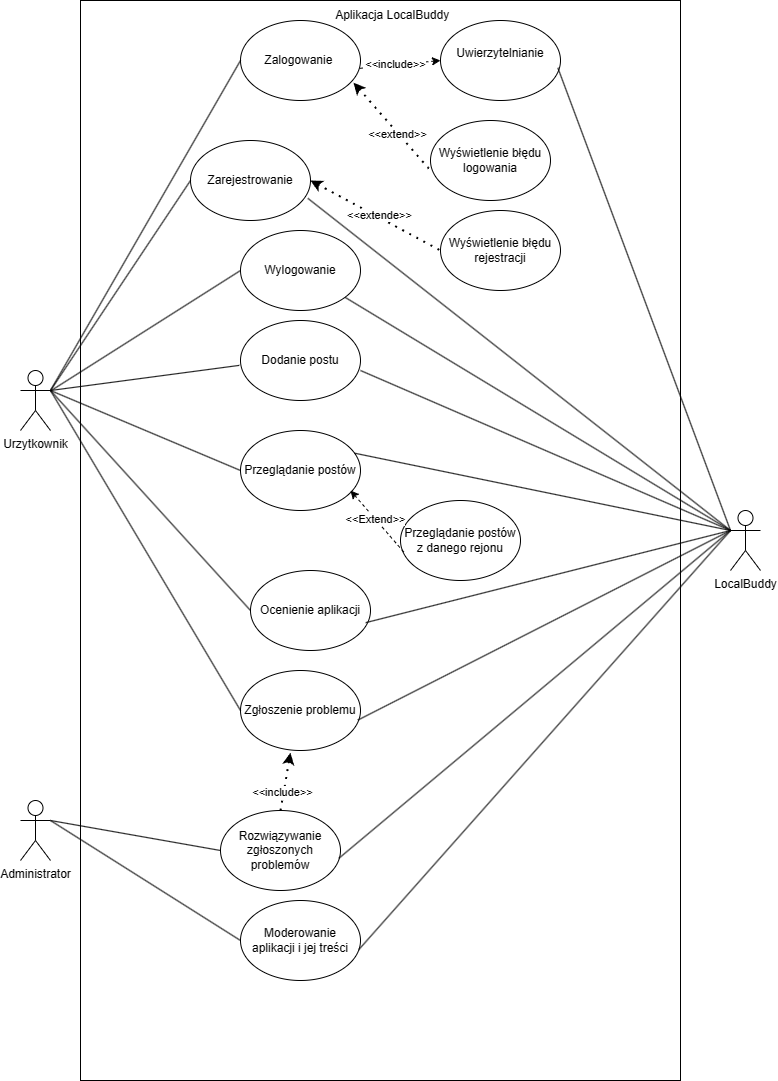 Aplikacja LocalBuddy
Zalogowanie
<<include>>
Uwierzytelnianie
<<extend>>
Wyświetlenie błędu
logowania
Zarejestrowanie
<<extende>>
Wyświetlenie błędu
rejestracji
Wylogowanie
Dodanie postu
Urzytkownik
Przeglądanie postów
<<Extend>>
Przeglądanie postów
z danego rejonu
LocalBuddy
Ocenienie aplikacji
Zgłoszenie problemu
<<include>>
Rozwiązywanie
zgłoszonych
problemów
Administrator
Moderowanie
aplikacji i jej treści